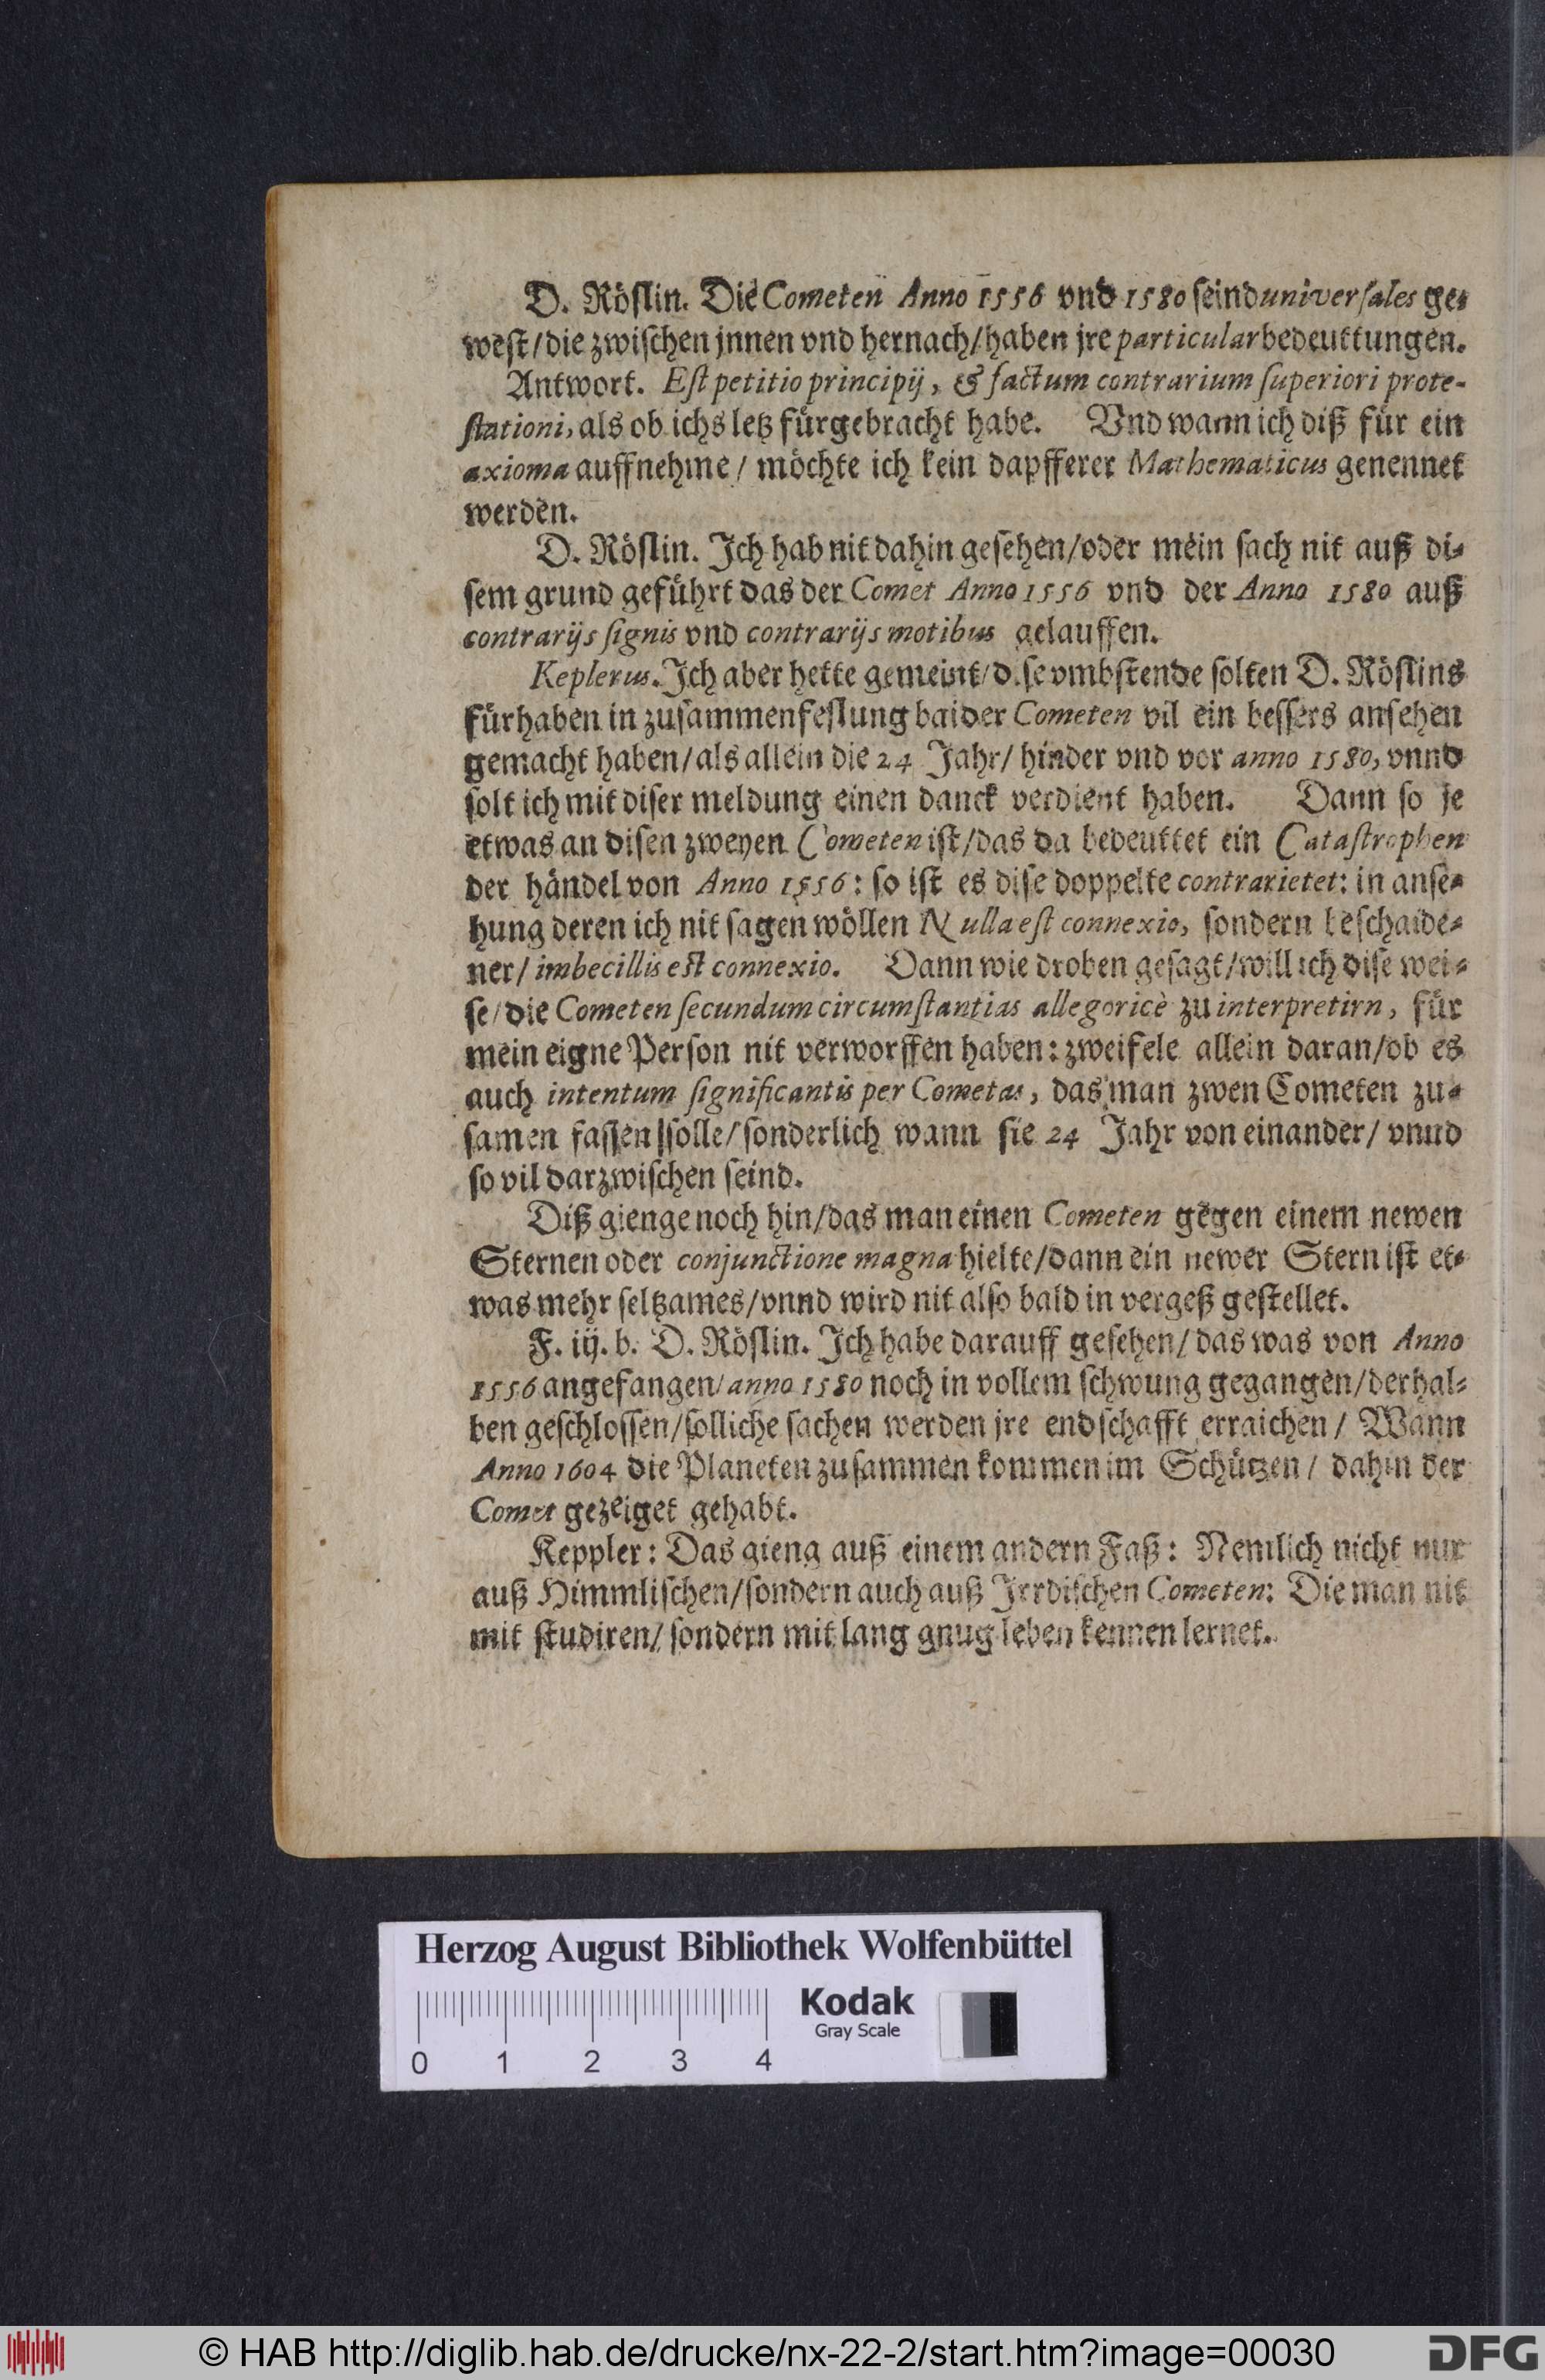 D. Röſlin. Die Cometen Anno 1556 vnd 1580 ſeind univerſales ge⸗
weſt/die zwiſchen jnnen vnd hernach/haben jre particular bedeuttungen.
Antwort. Eſt petitio principij, & factum contrarium ſuperiori prote-
ſtationi, als ob ichs letz fürgebracht habe. Vnd wann ich diß für ein
axioma auffnehme/ möchte ich kein dapfferer Mathematicus genennet
werden.
D. Röſlin. Ich hab nit dahin geſehen/oder mein ſach nit auß di⸗
ſem grund geführt das der Comet Anno 1556 vnd der Anno 1580 auß
contrarijs ſignis vnd contrarijs motibus gelauffen.
Keplerus. Ich aber hette gemeint/ diſe vmbſtende ſolten D. Röſlins
fürhaben in zuſammenfeſlung baider Cometen vil ein beſſers anſehen
gemacht haben/als allein die 24 Jahr/ hinder vnd vor anno 1580, vnnd
ſolt ich mit diſer meldung einen danck verdient haben. Dann ſo je
etwas an diſen zweyen Cometen iſt/das da bedeuttet ein Cataſtrophen
der händel von Anno 1556: ſo iſt es diſe doppelte contrarietet: in anſe⸗
hung deren ich nit ſagen wöllen Nulla eſt connexio, ſondern beſchaide⸗
ner/ imbecillis eſt connexio. Dann wie droben geſagt/will ich diſe wei⸗
ſe/die Cometen ſecundum circumſtantias allegoricè zu interpretirn, für
mein eigne Perſon nit verworffen haben: zweifele allein daran/ob es
auch intentum ſignificantis per Cometas, das man zwen Cometen zu⸗
ſamen faſſen ſolle/ſonderlich wann ſie 24 Jahr von einander/ vnnd
ſo vil darzwiſchen ſeind.
Diß gienge noch hin/das man einen Cometen gegen einem newen
Sternen oder conjunctione magna hielte/dann ein newer Stern iſt et⸗
was mehr ſeltzames/vnnd wird nit alſo bald in vergeß geſtellet.
F. iij. b. D. Röſlin. Ich habe darauff geſehen/das was von Anno
1556 angefangen/anno 1580 noch in vollem ſchwung gegangen/derhal⸗
ben geſchloſſen/ſolliche ſachen werden jre endſchafft erraichen/ Wann
Anno 1604 die Planeten zuſammen kommen im Schützen/ dahin der
Comet gezeiget gehabt.
Keppler: Das gieng auß einem andern Faß: Nemlich nicht nur
auß Himmliſchen/ſondern auch auß Jrrdiſchen Cometen: Die man nit
mit ſtudiren/ſondern mit lang gnug leben kennen lernet.
Herzog August Bibliothek Wolfenbüttel
Kodak
Gray Scale
0 1 2 3 4
© HAB http://diglib.hab.de/drucke/nx-22-2/start.htm?image=00030
DFG